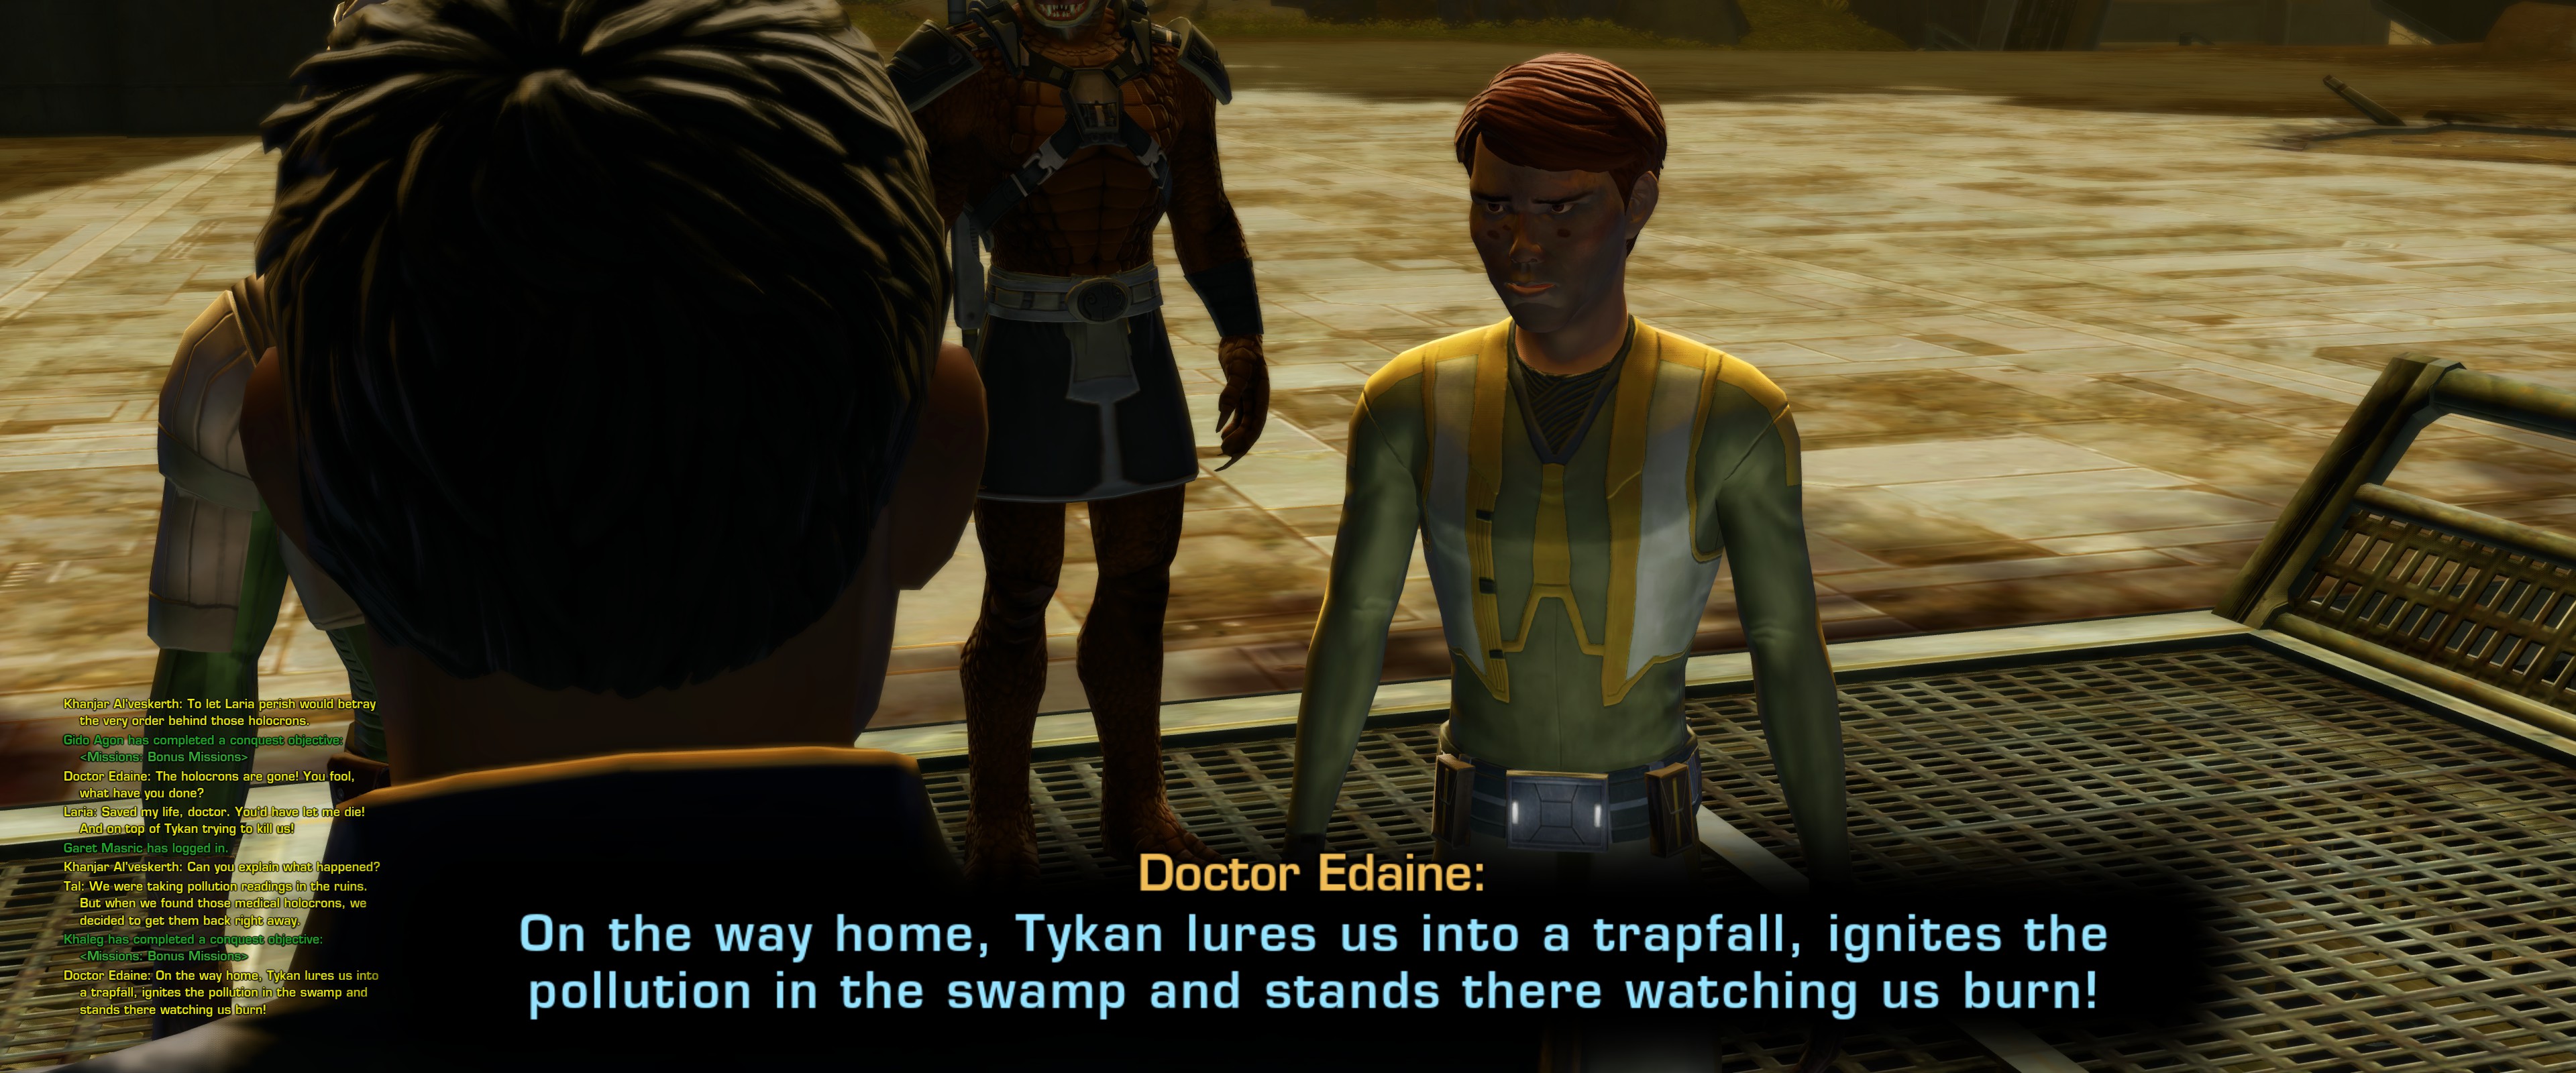 Khanjar Al'veskerth: To let Laria perish would betray
the very order behind those holocrons.
Gido Agon has completed a conquest objective:
<Missions: Bonus Missions>
Doctor Edaine: The holocrons are gone! You fool,
what have you done?
Laria: Saved my life, doctor. You'd have let me die!
And on top of Tykan trying to kill us!
Garet Masric has logged in.
Khanjar Al'veskerth: Can you explain what happened?
Tal: We were taking pollution readings in the ruins.
But when we found those medical holocrons, we
decided to get them back right away.
Khaleg has completed a conquest objective:
<Missions: Bonus Missions>
Doctor Edaine: On the way home, Tykan lures us into
a trapfall, ignites the pollution in the swamp and
stands there watching us burn!
Doctor Edaine:
On the way home, Tykan lures us into a trapfall, ignites the
pollution in the swamp and stands there watching us burn!